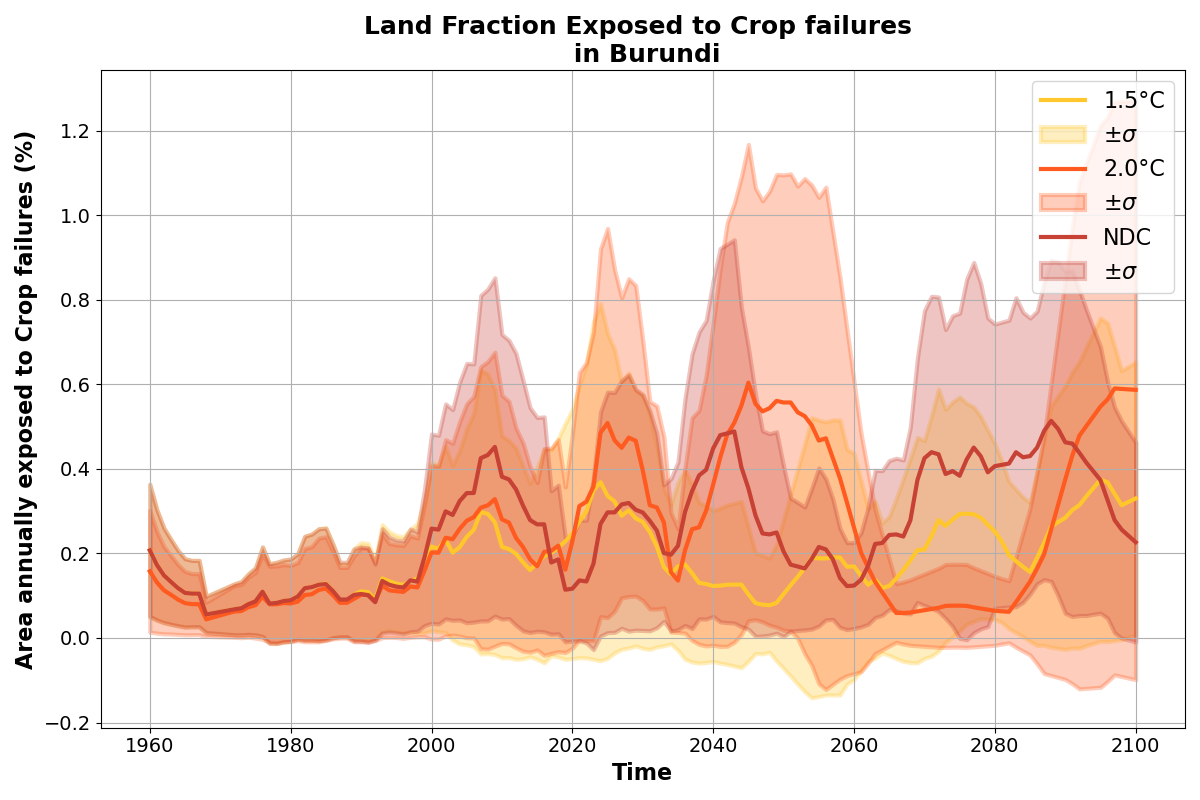 Land Fraction Exposed to Crop failures
in Burundi
Area annually exposed to Crop failures (%)
1.2
1.0
0.8
0.6
0.4
0.2
0.0
−0.2
1960
1980
2000
2020
2040
2060
2080
2100
Time
1.5°C
±σ
2.0°C
±σ
NDC
±σ